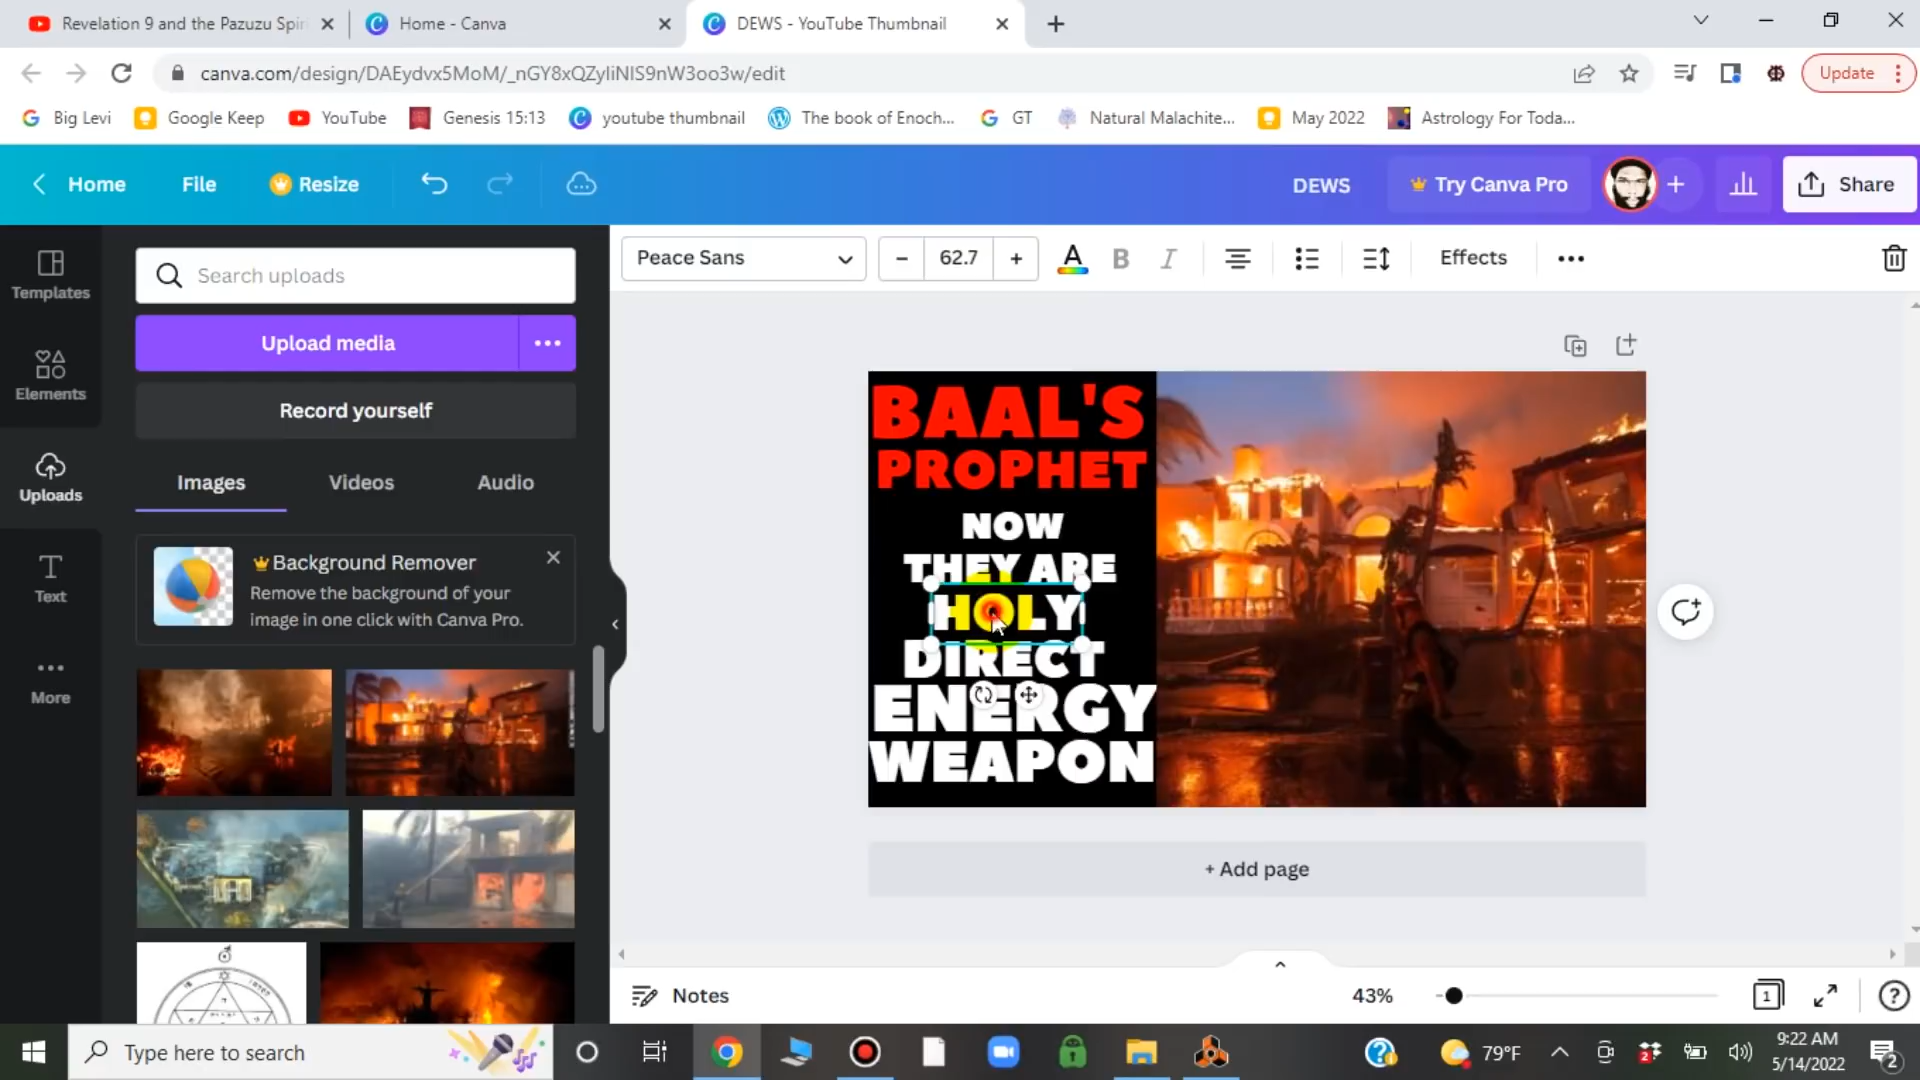 Revelation 9 and the Pazuzu Spiri
Home - Canva
DEWS - YouTube Thumbnail
canva.com/design/DAEydvx5MoM/_nGY8xQZyIiNIS9nW3oo3w/edit
Update
Big Levi
Google Keep
YouTube
Genesis 15:13
youtube thumbnail
The book of Enoch...
GT
Natural Malachite...
May 2022
Astrology For Toda...
Home
File
Resize
DEWS
Try Canva Pro
Share
Templates
Elements
Uploads
Text
More
Search uploads
Upload media
Record yourself
Images
Videos
Audio
Background Remover
Remove the background of your
image in one click with Canva Pro.
Peace Sans
62.7
A
B
I
Effects
BAAL'S
PROPHET
NOW
THEY ARE
HOLY
DIRECT
ENERGY
WEAPON
+ Add page
Notes
43%
1
Type here to search
79°F
2
9:22 AM
5/14/2022
2